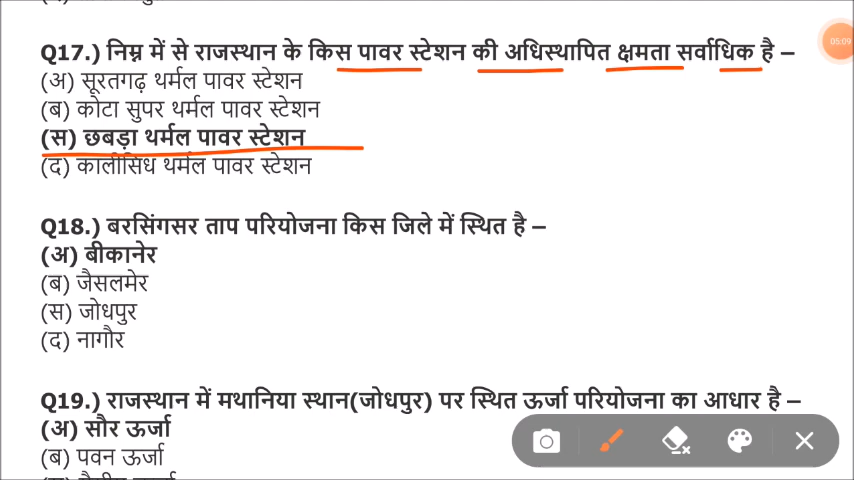 Q17.) निम्न में से राजस्थान के किस पावर स्टेशन की अधिस्थापित क्षमता सर्वाधिक है –
(अ) सूरतगढ़ थर्मल पावर स्टेशन
(ब) कोटा सुपर थर्मल पावर स्टेशन
(स) छबड़ा थर्मल पावर स्टेशन
(द) कालीसिंध थर्मल पावर स्टेशन
Q18.) बरसिंगसर ताप परियोजना किस जिले में स्थित है –
(अ) बीकानेर
(ब) जैसलमेर
(स) जोधपुर
(द) नागौर
Q19.) राजस्थान में मथानिया स्थान(जोधपुर) पर स्थित ऊर्जा परियोजना का आधार है –
(अ) सौर ऊर्जा
(ब) पवन ऊर्जा
05:09